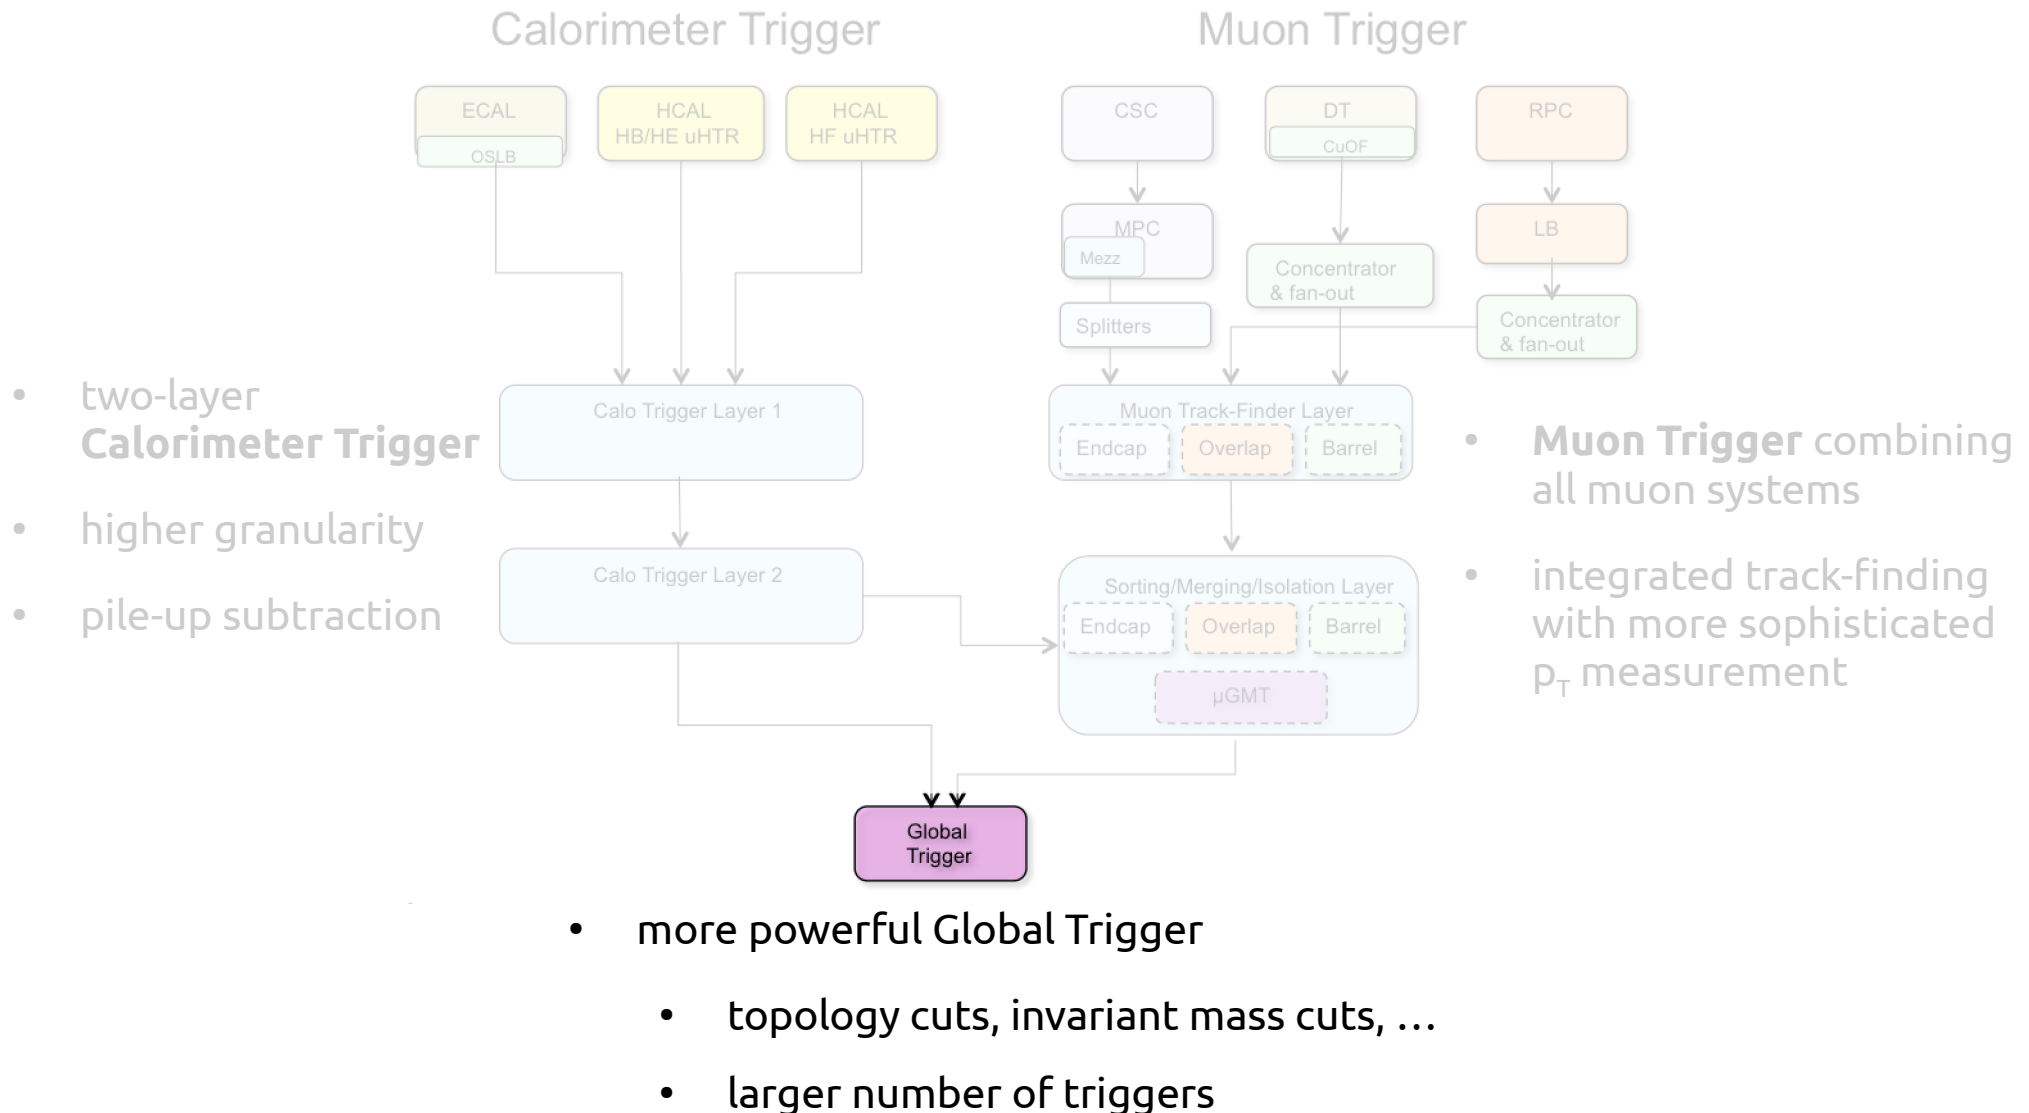 Calorimeter Trigger
Muon Trigger
ECAL
OSLB
HCAL
HB/HE uHTR
HCAL
HF uHTR
CSC
DT
CuOF
RPC
MPC
Mezz
LB
Concentrator
& fan-out
Splitters
Concentrator
& fan-out
• two-layer
Calorimeter Trigger
• higher granularity
• pile-up subtraction
Calo Trigger Layer 1
Calo Trigger Layer 2
Muon Track-Finder Layer
Endcap
Overlap
Barrel
Sorting/Merging/Isolation Layer
Endcap
Overlap
Barrel
µGMT
• Muon Trigger combining
all muon systems
• integrated track-finding
with more sophisticated
pT measurement
Global
Trigger
• more powerful Global Trigger
• topology cuts, invariant mass cuts, …
• larger number of triggers